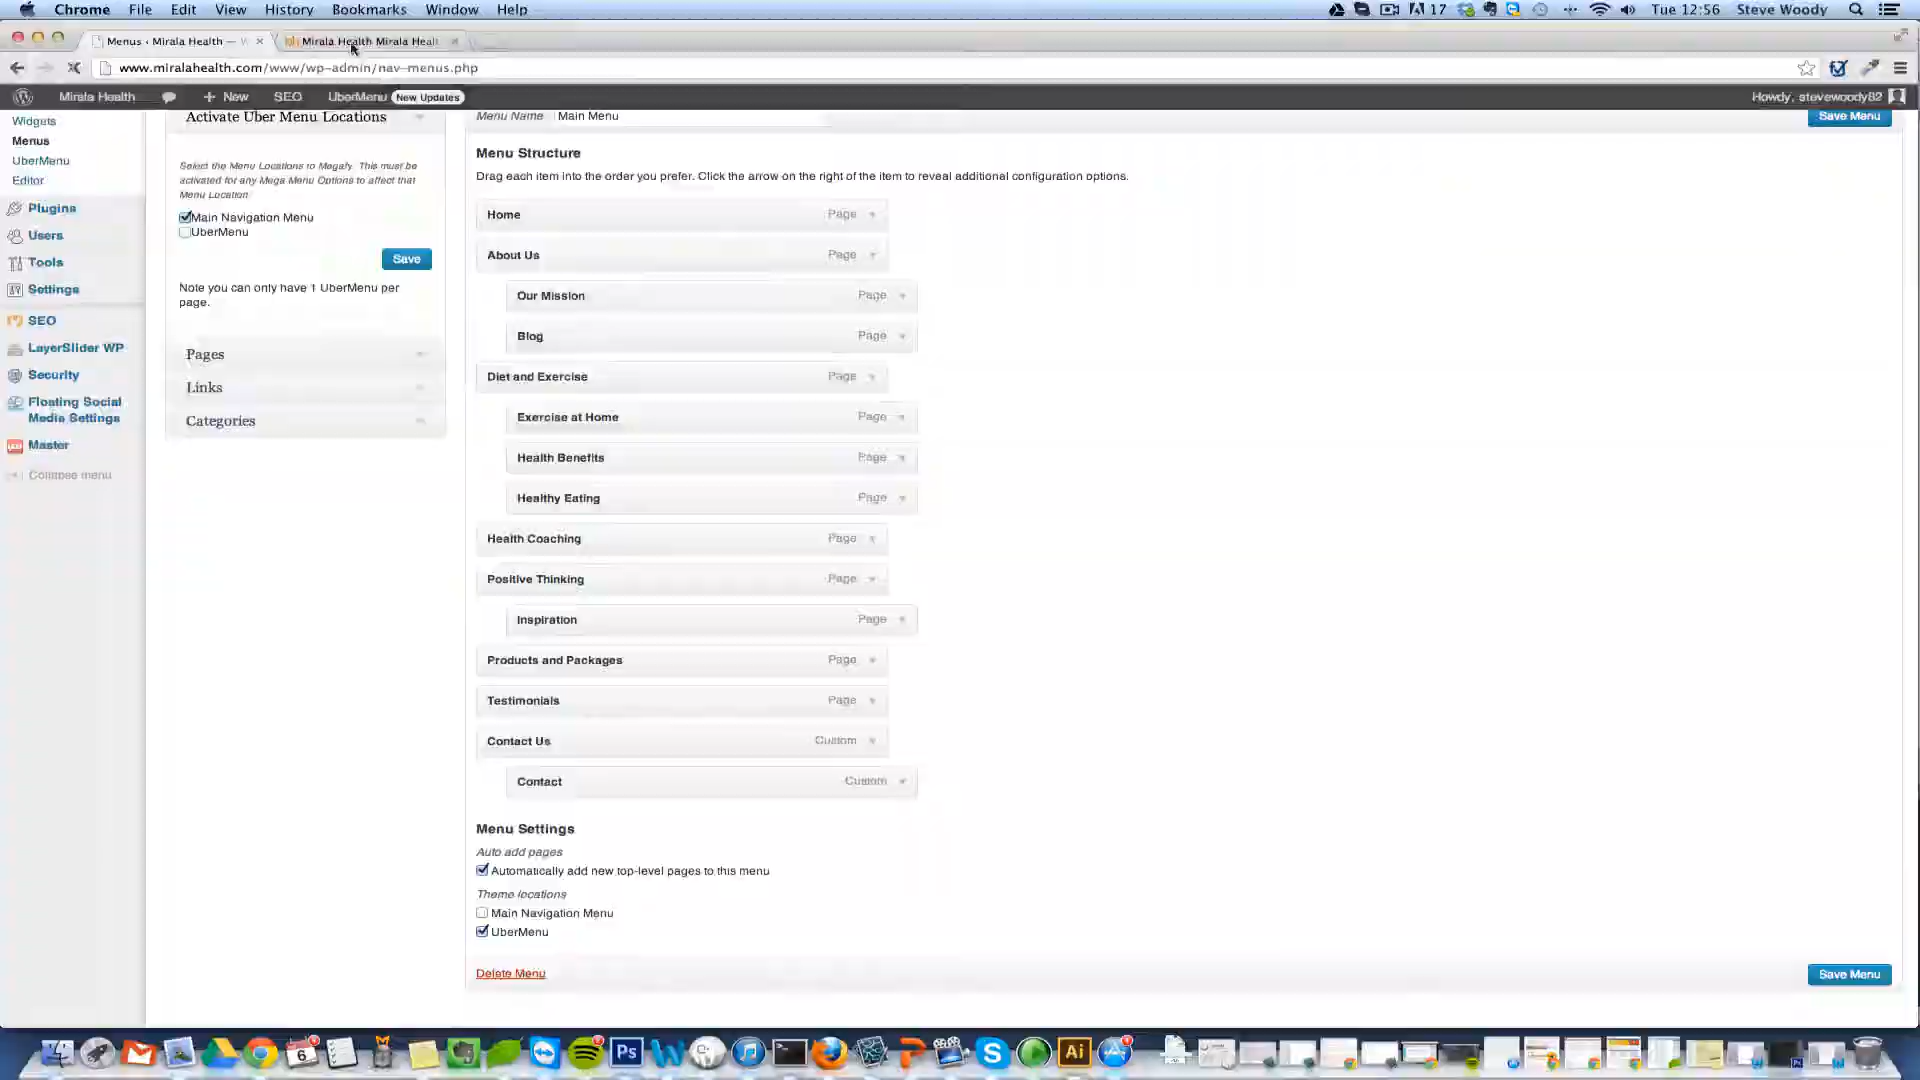 Chrome File Edit View History Bookmarks Window Help 17 Tue 12:56 Steve Woody
Menus ‹ Mirala Health — W Mirala Health Mirala Healt
www.miralahealth.com/www/wp-admin/nav-menus.php
Mirala Health + New SEO UberMenu New Updates Howdy, stevewoody82
Widgets
Menus
UberMenu
Editor
Plugins
Users
Tools
Settings
SEO
LayerSlider WP
Security
Floating Social
Media Settings
Master
Collapse menu
Activate Uber Menu Locations
Select the Menu Locations to Megafy. This must be
activated for any Mega Menu Options to affect that
Menu Location
Main Navigation Menu
UberMenu
Save
Note you can only have 1 UberMenu per
page.
Pages
Links
Categories
Menu Name Main Menu Save Menu
Menu Structure
Drag each item into the order you prefer. Click the arrow on the right of the item to reveal additional configuration options.
Home Page
About Us Page
Our Mission Page
Blog Page
Diet and Exercise Page
Exercise at Home Page
Health Benefits Page
Healthy Eating Page
Health Coaching Page
Positive Thinking Page
Inspiration Page
Products and Packages Page
Testimonials Page
Contact Us Custom
Contact Custom
Menu Settings
Auto add pages
Automatically add new top-level pages to this menu
Theme locations
Main Navigation Menu
UberMenu
Delete Menu Save Menu
6 Ps Ai